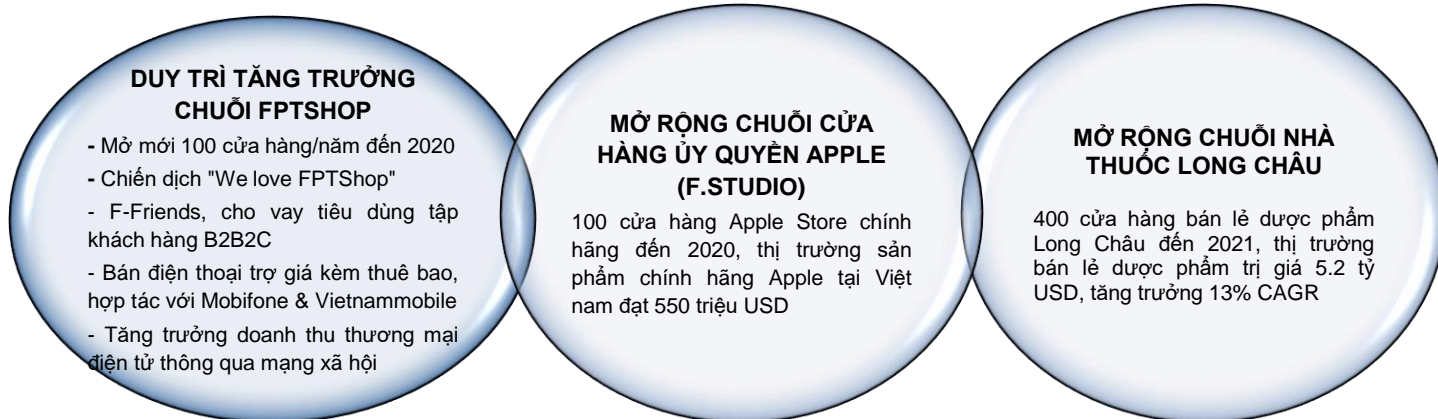 DUY TRÌ TĂNG TRƯỞNG
CHUỖI FPTSHOP
- Mở mới 100 cửa hàng/năm đến 2020
- Chiến dịch "We love FPTShop"
- F-Friends, cho vay tiêu dùng tập
khách hàng B2B2C
- Bán điện thoại trợ giá kèm thuê bao,
hợp tác với Mobifone & Vietnammobile
- Tăng trưởng doanh thu thương mại
điện tử thông qua mạng xã hội
MỞ RỘNG CHUỖI CỬA
HÀNG ỦY QUYỀN APPLE
(F.STUDIO)
100 cửa hàng Apple Store chính
hãng đến 2020, thị trường sản
phẩm chính hãng Apple tại Việt
nam đạt 550 triệu USD
MỞ RỘNG CHUỖI NHÀ
THUỐC LONG CHÂU
400 cửa hàng bán lẻ dược phẩm
Long Châu đến 2021, thị trường
bán lẻ dược phẩm trị giá 5.2 tỷ
USD, tăng trưởng 13% CAGR